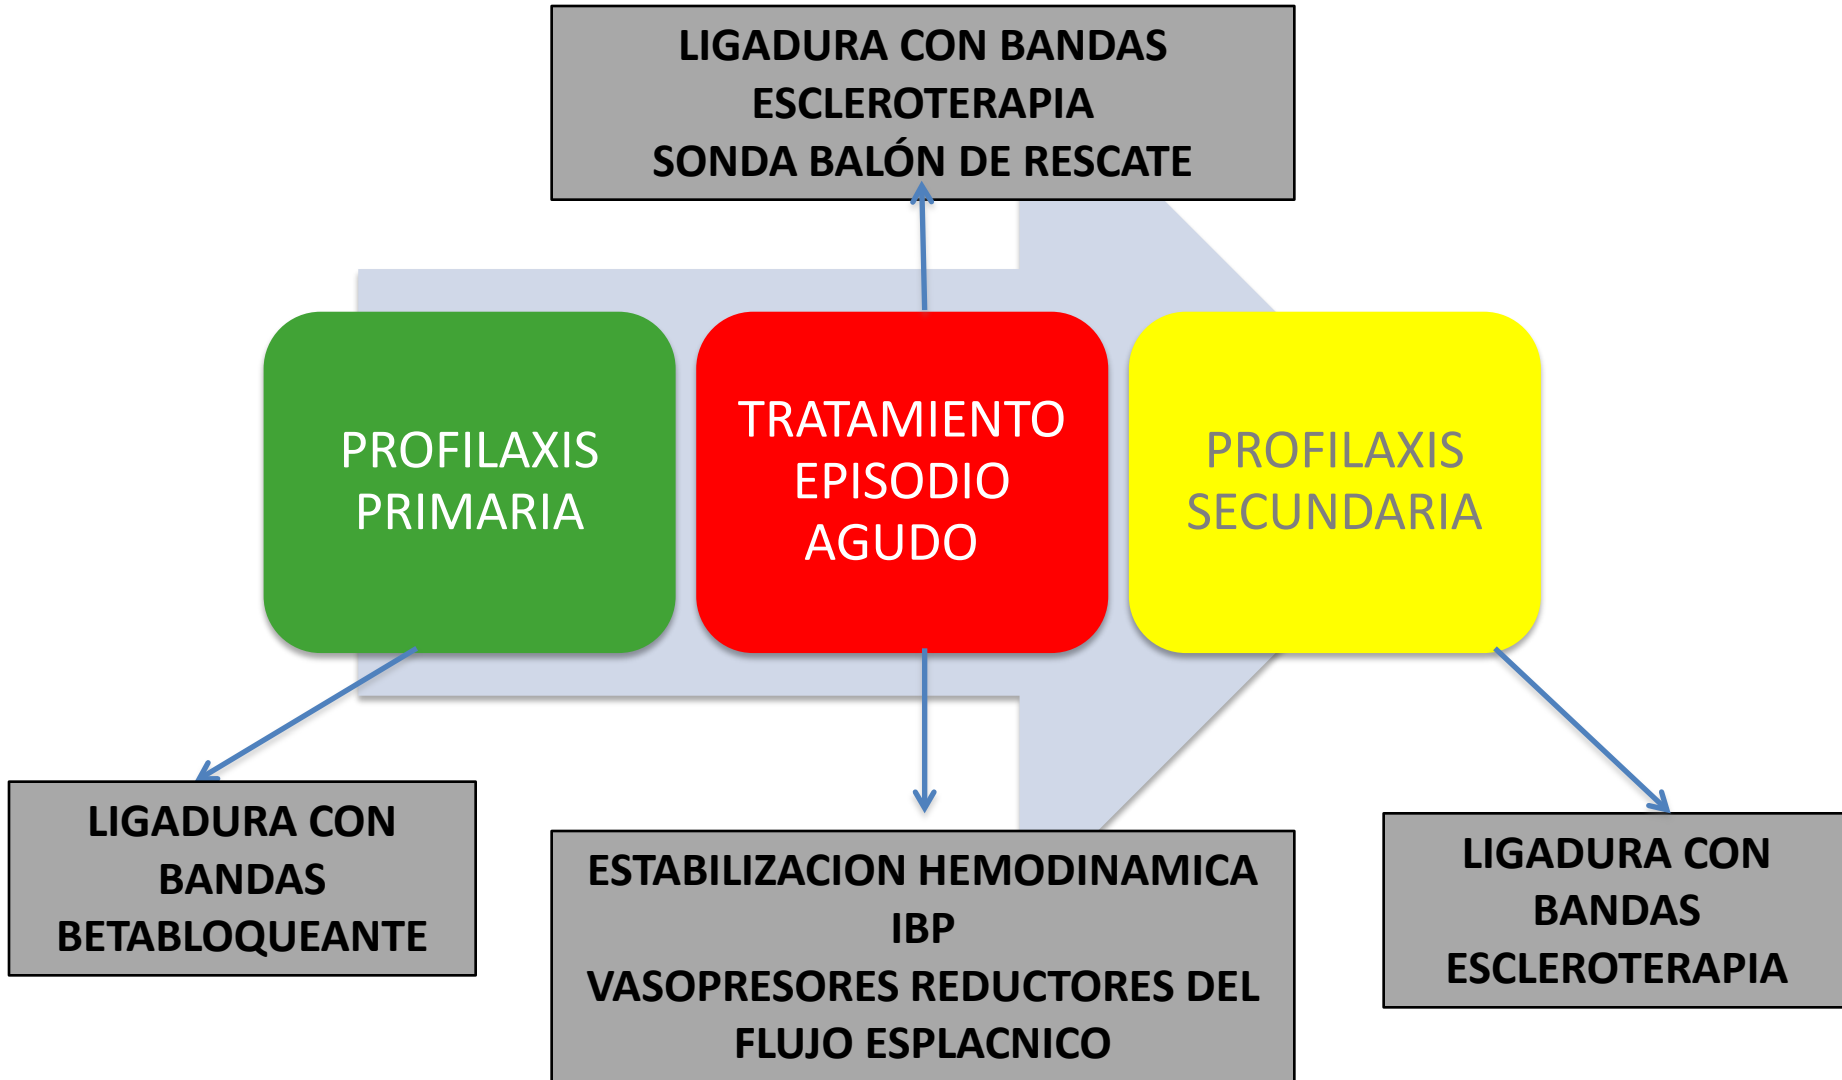 LIGADURA CON BANDAS
ESCLEROTERAPIA
SONDA BALÓN DE RESCATE
PROFILAXIS
PRIMARIA
TRATAMIENTO
EPISODIO
AGUDO
PROFILAXIS
SECUNDARIA
LIGADURA CON
BANDAS
BETABLOQUEANTE
ESTABILIZACION HEMODINAMICA
IBP
VASOPRESORES REDUCTORES DEL
FLUJO ESPLACNICO
LIGADURA CON
BANDAS
ESCLEROTERAPIA